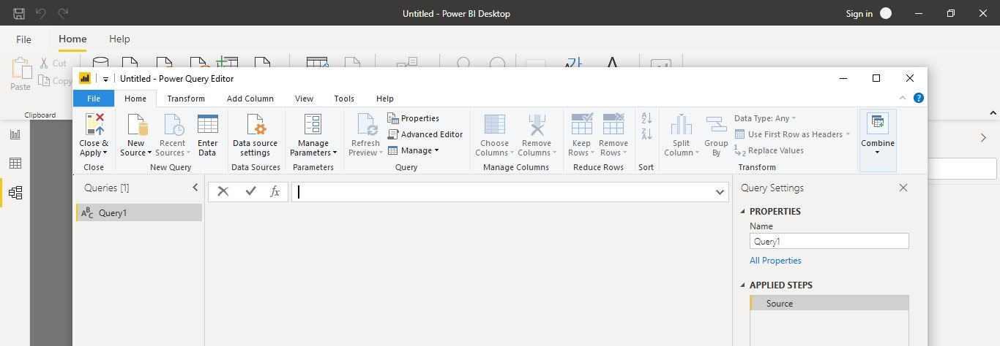 Untitled - Power BI Desktop
Sign in
File Home Help
Cut
Copy
Paste
Clipboard
Untitled - Power Query Editor
File Home Transform Add Column View Tools Help
Close & Apply
Close
New Source
Recent Sources
Enter Data
New Query
Data source settings
Data Sources
Manage Parameters
Parameters
Refresh Preview
Properties
Advanced Editor
Manage
Query
Choose Columns
Remove Columns
Manage Columns
Keep Rows
Remove Rows
Reduce Rows
A
Z
Z
A
Sort
Split Column
Group By
Data Type: Any
Use First Row as Headers
1
2
Replace Values
Transform
Combine
?
Queries [1]
fx
ABC Query1
Query Settings
PROPERTIES
Name
Query1
All Properties
APPLIED STEPS
Source